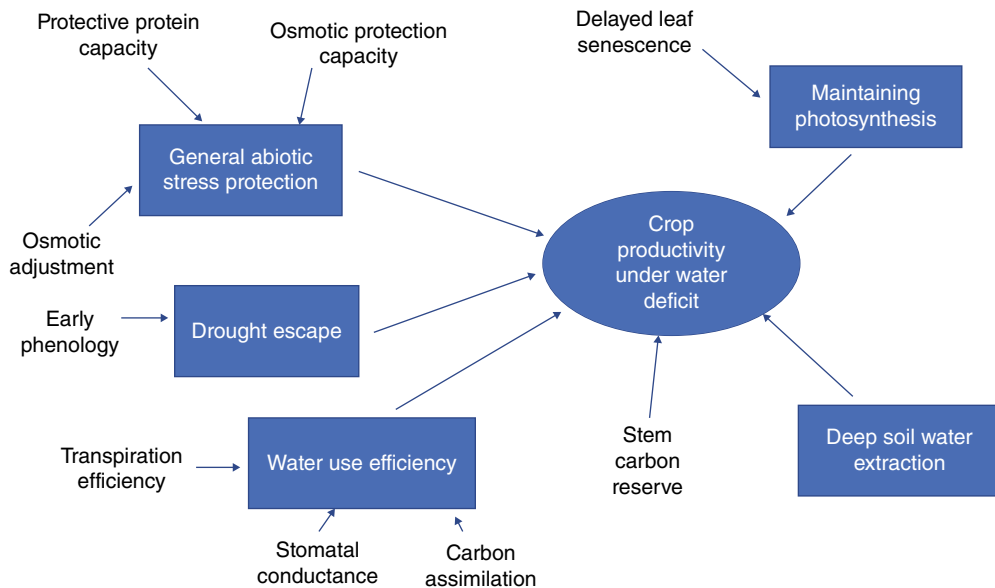 Protective protein
capacity
Osmotic protection
capacity
Delayed leaf
senescence
Maintaining
photosynthesis
General abiotic
stress protection
Osmotic
adjustment
Crop
productivity
under water
deficit
Early
phenology
Drought escape
Transpiration
efficiency
Water use efficiency
Stem
carbon
reserve
Deep soil water
extraction
Stomatal
conductance
Carbon
assimilation